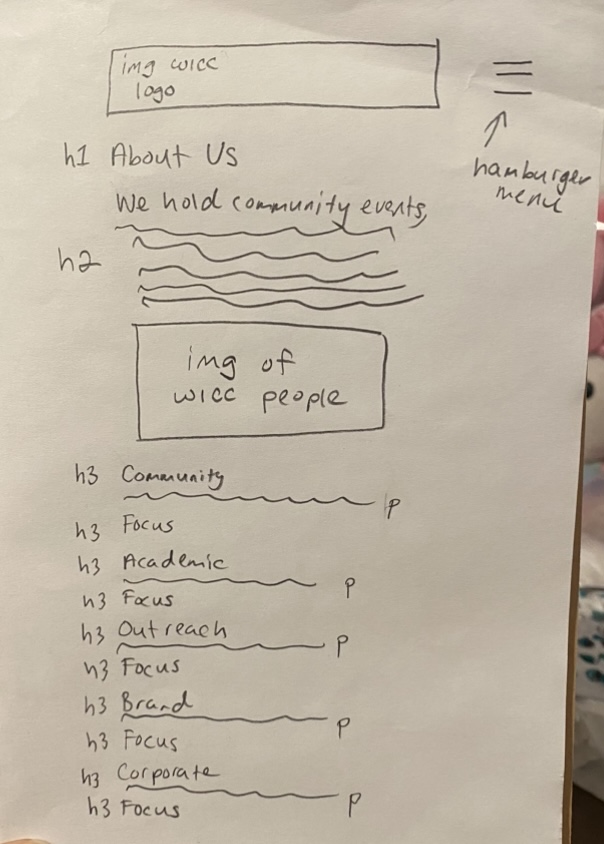 img wicc
logo
hamburger
menu
h1 About Us
We hold community events,
h2
img of
wicc people
h3 Community
p
h3 Focus
h3 Academic
p
h3 Focus
h3 Outreach
p
h3 Focus
h3 Brand
p
h3 Focus
h3 Corporate
p
h3 Focus